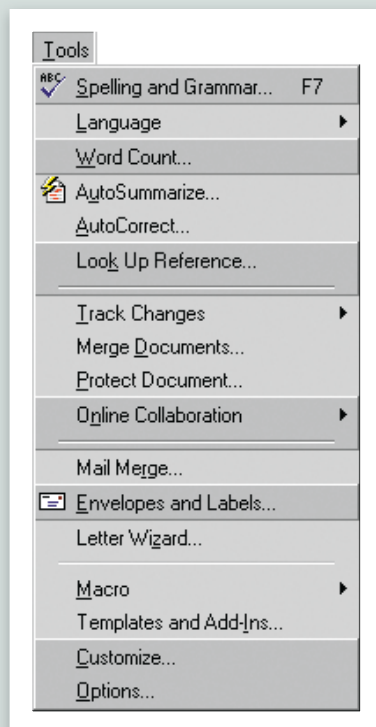 Tools
ABC
Spelling and Grammar... F7
Language
Word Count...
AutoSummarize...
AutoCorrect...
Look Up Reference...
Track Changes
Merge Documents...
Protect Document...
Online Collaboration
Mail Merge...
Envelopes and Labels...
Letter Wizard...
Macro
Templates and Add-Ins...
Customize...
Options...